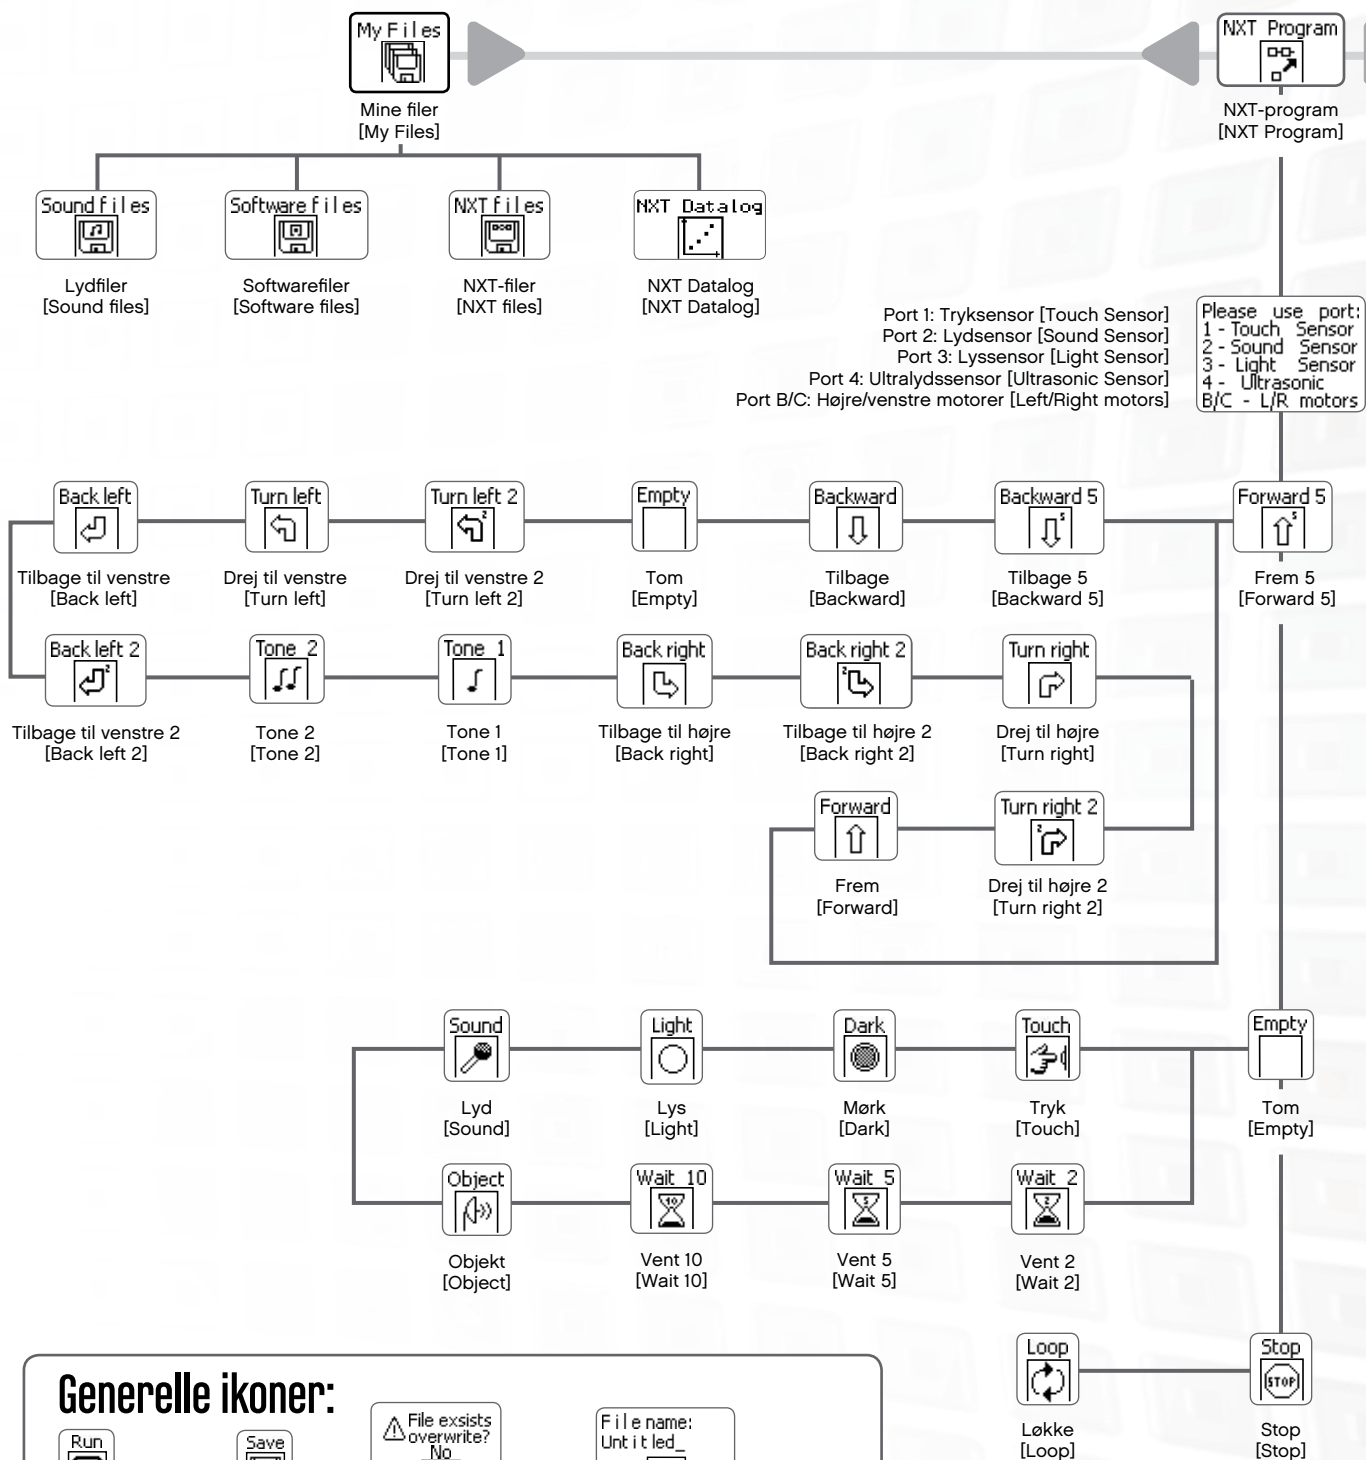 My Files
Mine filer
[My Files]
NXT Program
NXT-program
[NXT Program]
Sound files
Lydfiler
[Sound files]
Software files
Softwarefiler
[Software files]
NXT files
NXT-filer
[NXT files]
NXT Datalog
NXT Datalog
[NXT Datalog]
Port 1: Tryksensor [Touch Sensor]
Port 2: Lydsensor [Sound Sensor]
Port 3: Lyssensor [Light Sensor]
Port 4: Ultralydssensor [Ultrasonic Sensor]
Port B/C: Højre/venstre motorer [Left/Right motors]
Please use port:
1 - Touch Sensor
2 - Sound Sensor
3 - Light Sensor
4 - Ultrasonic
B/C - L/R motors
Back left
Tilbage til venstre
[Back left]
Turn left
Drej til venstre
[Turn left]
Turn left 2
2
Drej til venstre 2
[Turn left 2]
Empty
Tom
[Empty]
Backward
Tilbage
[Backward]
Backward 5
5
Tilbage 5
[Backward 5]
Forward 5
5
Frem 5
[Forward 5]
Back left 2
2
Tilbage til venstre 2
[Back left 2]
Tone 2
Tone 2
[Tone 2]
Tone 1
Tone 1
[Tone 1]
Back right
Tilbage til højre
[Back right]
Back right 2
2
Tilbage til højre 2
[Back right 2]
Turn right
Drej til højre
[Turn right]
Forward
Frem
[Forward]
Turn right 2
2
Drej til højre 2
[Turn right 2]
Sound
Lyd
[Sound]
Light
Lys
[Light]
Dark
Mørk
[Dark]
Touch
Tryk
[Touch]
Empty
Tom
[Empty]
Object
Objekt
[Object]
Wait 10
10
Vent 10
[Wait 10]
Wait 5
5
Vent 5
[Wait 5]
Wait 2
2
Vent 2
[Wait 2]
Loop
Løkke
[Loop]
Stop
STOP
Stop
[Stop]
Generelle ikoner:
Run
Save
File exsists
overwrite?
No
File name:
Untitled_